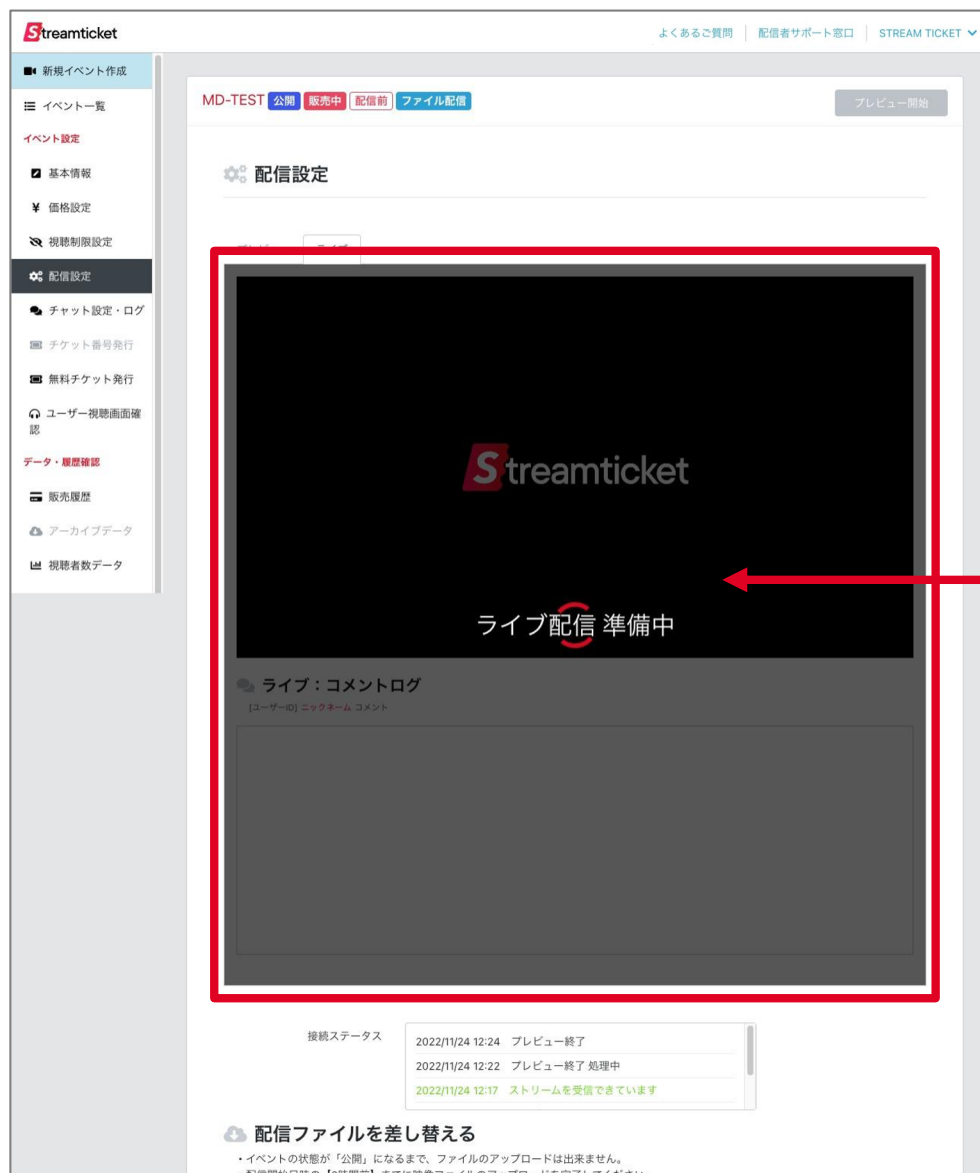 Streamticket
よくあるご質問 配信者サポート窓口 STREAM TICKET
新規イベント作成
イベント一覧
イベント設定
基本情報
¥ 価格設定
視聴制限設定
配信設定
チャット設定・ログ
チケット番号発行
無料チケット発行
ユーザー視聴画面確
認
データ・履歴確認
販売履歴
アーカイブデータ
視聴者数データ
MD-TEST 公開 販売中 配信前 ファイル配信
プレビュー開始
配信設定
Streamticket
ライブ配信 準備中
ライブ：コメントログ
[ユーザーID] ニックネーム コメント
接続ステータス
2022/11/24 12:24 プレビュー終了
2022/11/24 12:22 プレビュー終了 処理中
2022/11/24 12:17 ストリームを受信できています
配信ファイルを差し替える
・イベントの状態が「公開」になるまで、ファイルのアップロードは出来ません。